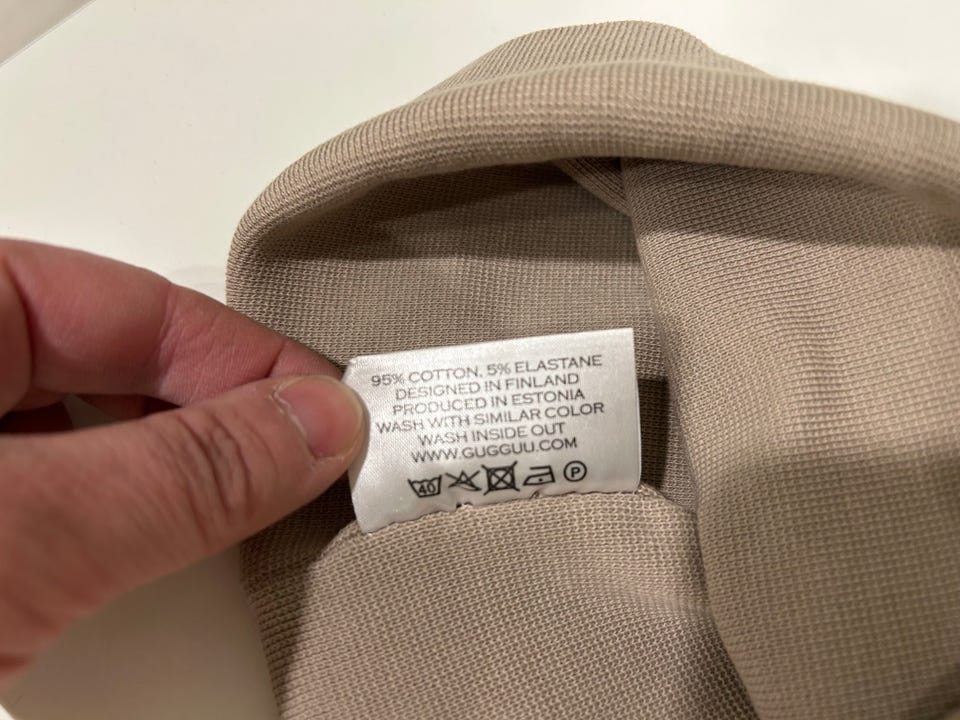 95% COTTON, 5% ELASTANE
DESIGNED IN FINLAND
PRODUCED IN ESTONIA
WASH WITH SIMILAR COLOR
WASH INSIDE OUT
WWW.GUGGUU.COM
40 P